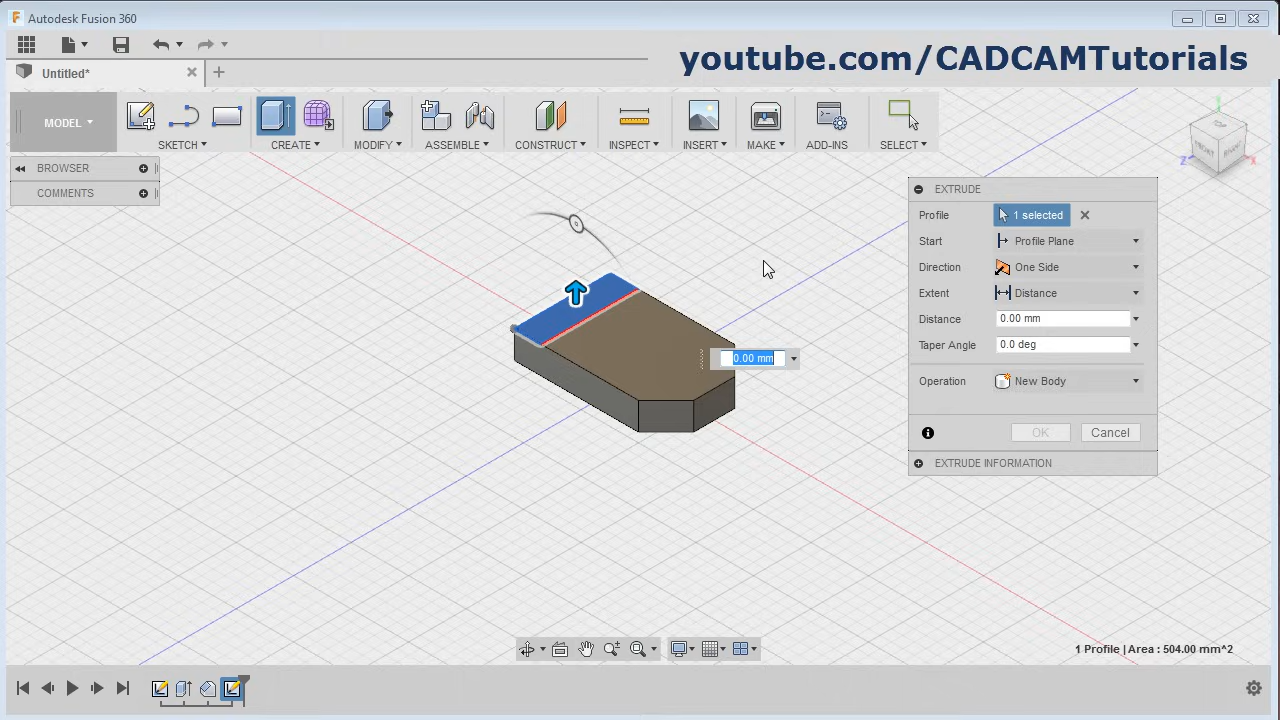 Autodesk Fusion 360
youtube.com/CADCAMTutorials
Untitled*
MODEL
SKETCH
CREATE
MODIFY
ASSEMBLE
CONSTRUCT
INSPECT
INSERT
MAKE
ADD-INS
SELECT
BROWSER
COMMENTS
FRONT
RIGHT
Z
X
EXTRUDE
Profile 1 selected
Start Profile Plane
Direction One Side
Extent Distance
Distance 0.00 mm
Taper Angle 0.0 deg
Operation New Body
OK Cancel
EXTRUDE INFORMATION
0.00 mm
1 Profile | Area : 504.00 mm^2